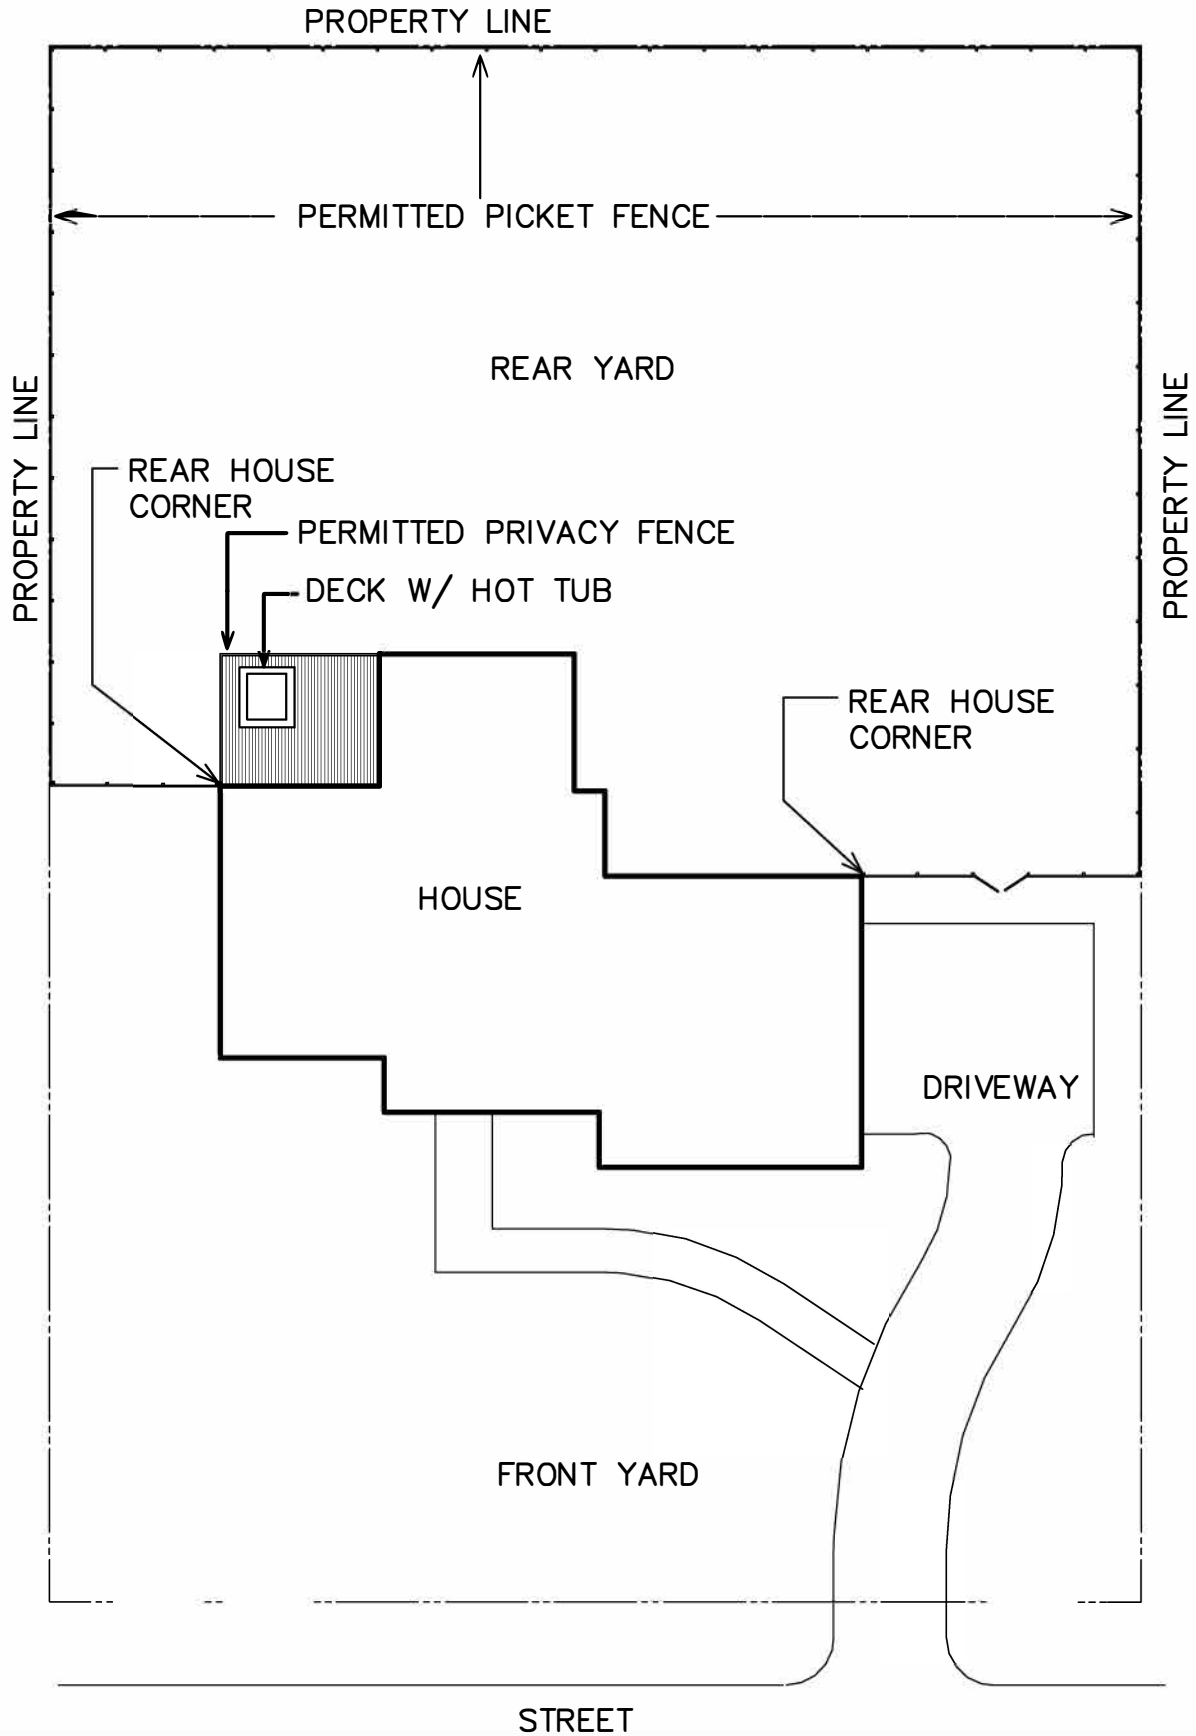 PROPERTY LINE
PERMITTED PICKET FENCE
REAR YARD
PROPERTY LINE
PROPERTY LINE
REAR HOUSE
CORNER
PERMITTED PRIVACY FENCE
DECK W/ HOT TUB
REAR HOUSE
CORNER
HOUSE
DRIVEWAY
FRONT YARD
STREET